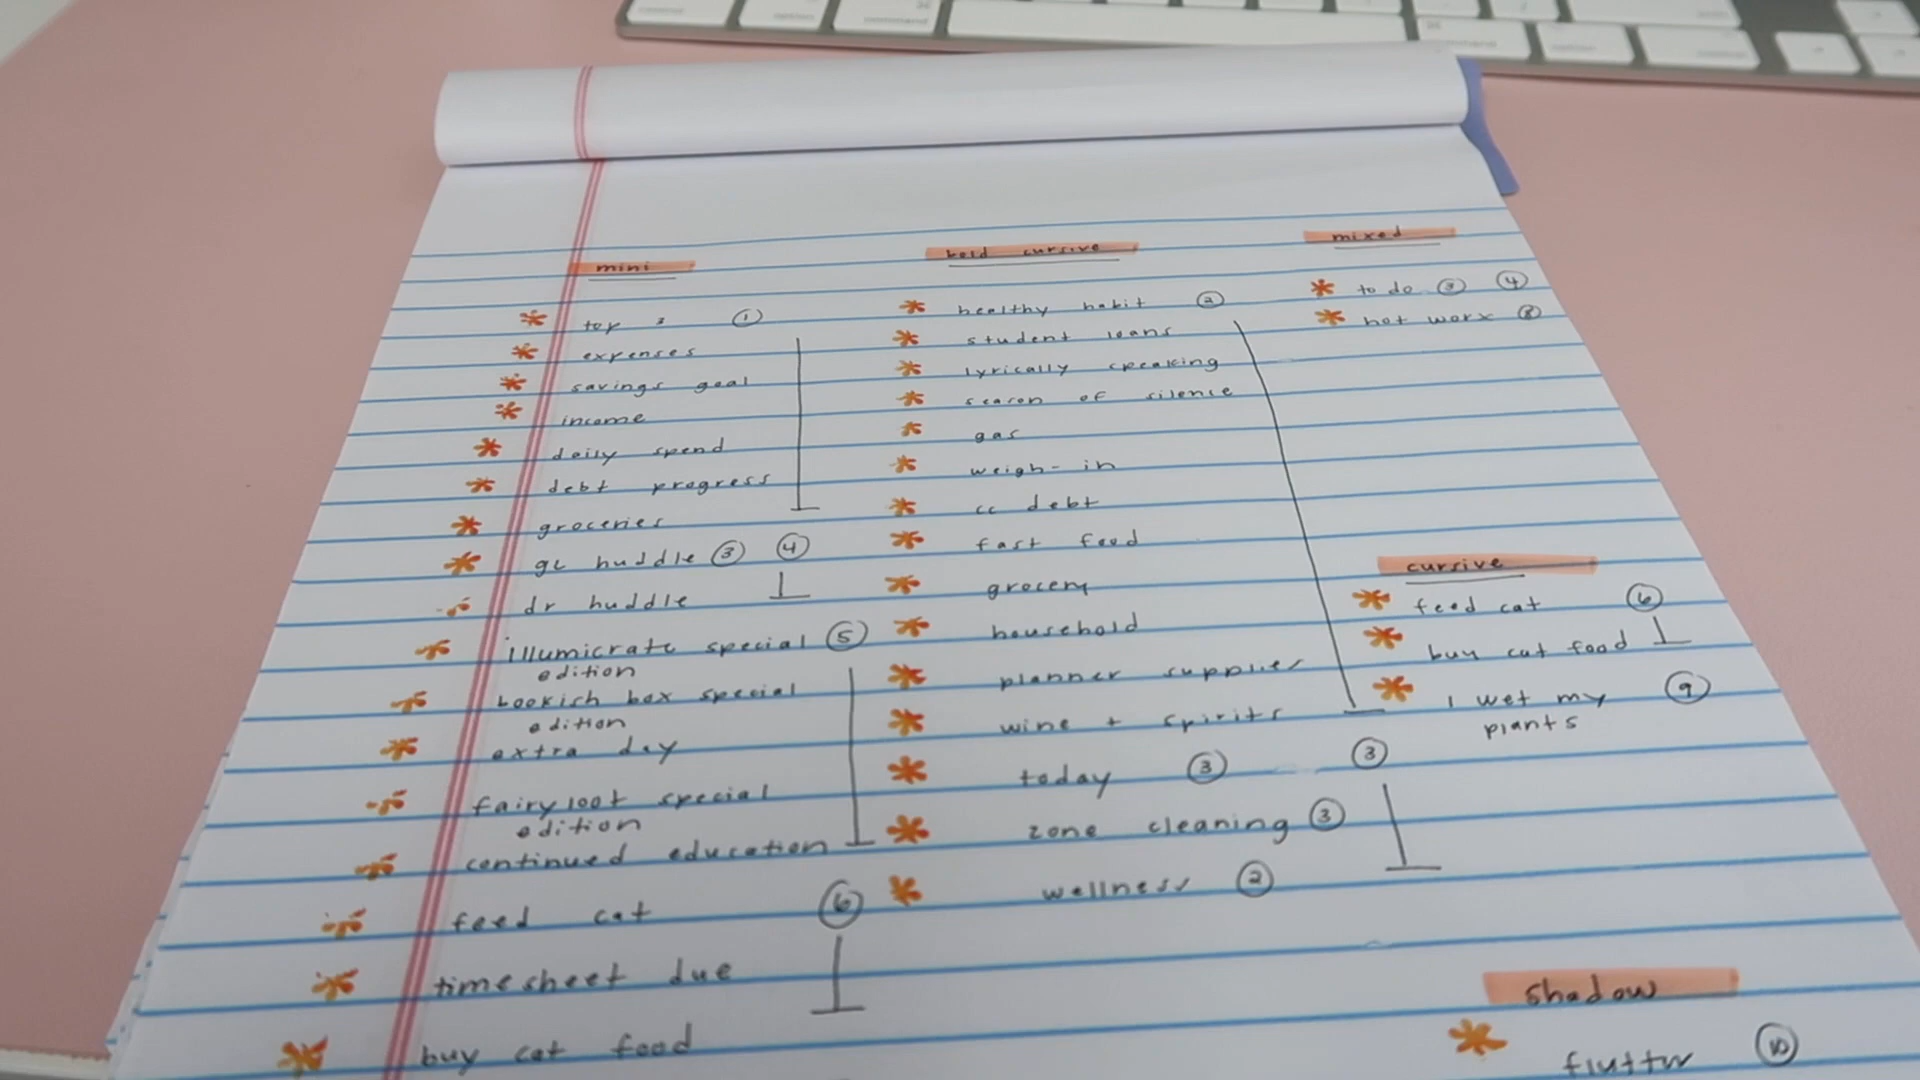 mini
top 3 ①
expenses
savings goal
income
daily spend
debt progress
groceries
gc huddle ③ ④
dr huddle
illumicrate special ⑤
edition
bookish box special
edition
extra day
fairyloot special
edition
continued education
feed cat ⑥
timesheet due
buy cat food
bold cursive
healthy habit ②
student loans
lyrically speaking
season of silence
gas
weigh-in
cc debt
fast food
grocery
household
planner supplies
wine + spirits
today ③ ③
zone cleaning ③
wellness ②
mixed
to do ③ ④
hot worx ⑧
cursive
feed cat ⑥
buy cat food
I wet my ⑨
plants
shadow
fluttr ⑩
command
option
command